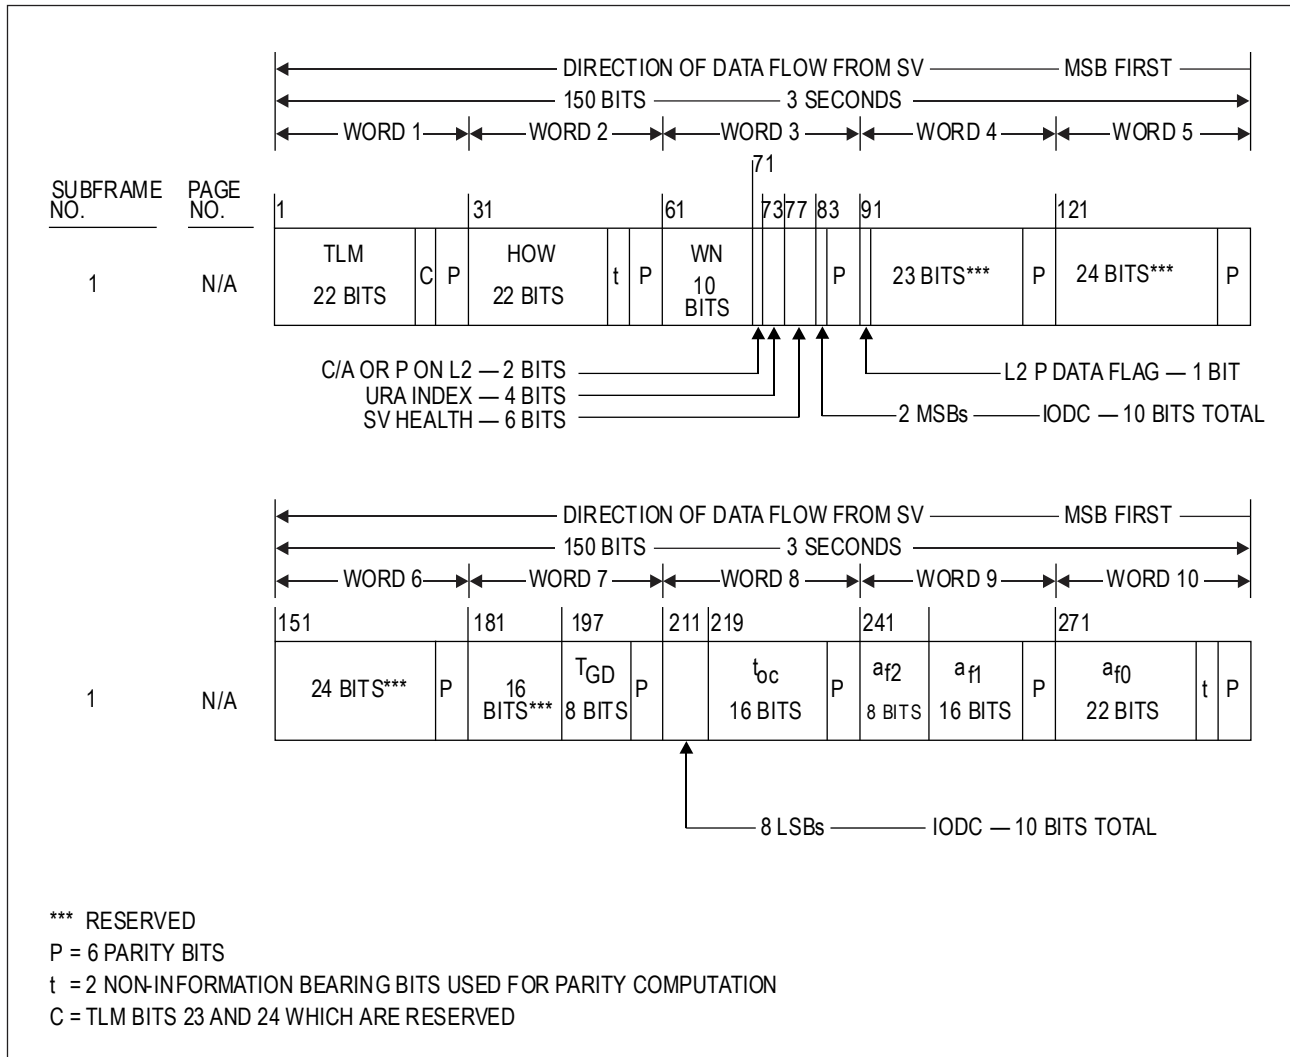 DIRECTION OF DATA FLOW FROM SV MSB FIRST
150 BITS 3 SECONDS
WORD 1 WORD 2 WORD 3 WORD 4 WORD 5
71
SUBFRAME NO. PAGE NO.
1 31 61 73 77 83 91 121
1 N/A
TLM 22 BITS C P HOW 22 BITS t P WN 10 BITS P 23 BITS*** P 24 BITS*** P
C/A OR P ON L2 — 2 BITS L2 P DATA FLAG — 1 BIT
URA INDEX — 4 BITS
SV HEALTH — 6 BITS 2 MSBs IODC — 10 BITS TOTAL
DIRECTION OF DATA FLOW FROM SV MSB FIRST
150 BITS 3 SECONDS
WORD 6 WORD 7 WORD 8 WORD 9 WORD 10
151 181 197 211 219 241 271
1 N/A
24 BITS*** P 16 BITS*** TGD 8 BITS P toc 16 BITS P af2 8 BITS af1 16 BITS P af0 22 BITS t P
8 LSBs IODC — 10 BITS TOTAL
*** RESERVED
P = 6 PARITY BITS
t = 2 NON-INFORMATION BEARING BITS USED FOR PARITY COMPUTATION
C = TLM BITS 23 AND 24 WHICH ARE RESERVED